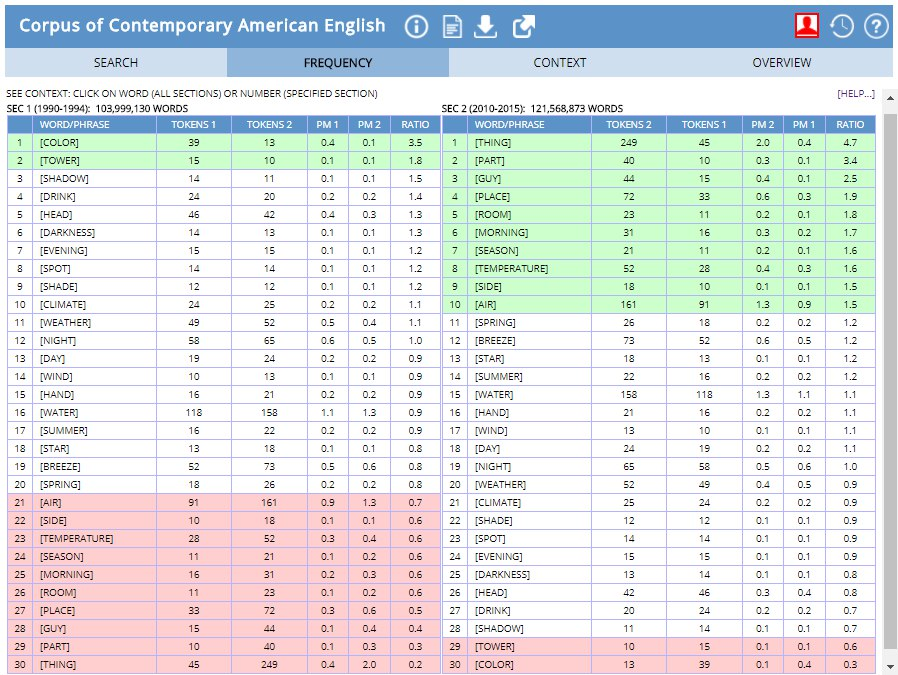 Corpus of Contemporary American English
SEARCH FREQUENCY CONTEXT OVERVIEW
SEE CONTEXT: CLICK ON WORD (ALL SECTIONS) OR NUMBER (SPECIFIED SECTION) [HELP...]
SEC 1 (1990-1994): 103,999,130 WORDS SEC 2 (2010-2015): 121,568,873 WORDS
WORD/PHRASE TOKENS 1 TOKENS 2 PM 1 PM 2 RATIO WORD/PHRASE TOKENS 2 TOKENS 1 PM 2 PM 1 RATIO
1 [COLOR] 39 13 0.4 0.1 3.5 1 [THING] 249 45 2.0 0.4 4.7
2 [TOWER] 15 10 0.1 0.1 1.8 2 [PART] 40 10 0.3 0.1 3.4
3 [SHADOW] 14 11 0.1 0.1 1.5 3 [GUY] 44 15 0.4 0.1 2.5
4 [DRINK] 24 20 0.2 0.2 1.4 4 [PLACE] 72 33 0.6 0.3 1.9
5 [HEAD] 46 42 0.4 0.3 1.3 5 [ROOM] 23 11 0.2 0.1 1.8
6 [DARKNESS] 14 13 0.1 0.1 1.3 6 [MORNING] 31 16 0.3 0.2 1.7
7 [EVENING] 15 15 0.1 0.1 1.2 7 [SEASON] 21 11 0.2 0.1 1.6
8 [SPOT] 14 14 0.1 0.1 1.2 8 [TEMPERATURE] 52 28 0.4 0.3 1.6
9 [SHADE] 12 12 0.1 0.1 1.2 9 [SIDE] 18 10 0.1 0.1 1.5
10 [CLIMATE] 24 25 0.2 0.2 1.1 10 [AIR] 161 91 1.3 0.9 1.5
11 [WEATHER] 49 52 0.5 0.4 1.1 11 [SPRING] 26 18 0.2 0.2 1.2
12 [NIGHT] 58 65 0.6 0.5 1.0 12 [BREEZE] 73 52 0.6 0.5 1.2
13 [DAY] 19 24 0.2 0.2 0.9 13 [STAR] 18 13 0.1 0.1 1.2
14 [WIND] 10 13 0.1 0.1 0.9 14 [SUMMER] 22 16 0.2 0.2 1.2
15 [HAND] 16 21 0.2 0.2 0.9 15 [WATER] 158 118 1.3 1.1 1.1
16 [WATER] 118 158 1.1 1.3 0.9 16 [HAND] 21 16 0.2 0.2 1.1
17 [SUMMER] 16 22 0.2 0.2 0.9 17 [WIND] 13 10 0.1 0.1 1.1
18 [STAR] 13 18 0.1 0.1 0.8 18 [DAY] 24 19 0.2 0.2 1.1
19 [BREEZE] 52 73 0.5 0.6 0.8 19 [NIGHT] 65 58 0.5 0.6 1.0
20 [SPRING] 18 26 0.2 0.2 0.8 20 [WEATHER] 52 49 0.4 0.5 0.9
21 [AIR] 91 161 0.9 1.3 0.7 21 [CLIMATE] 25 24 0.2 0.2 0.9
22 [SIDE] 10 18 0.1 0.1 0.6 22 [SHADE] 12 12 0.1 0.1 0.9
23 [TEMPERATURE] 28 52 0.3 0.4 0.6 23 [SPOT] 14 14 0.1 0.1 0.9
24 [SEASON] 11 21 0.1 0.2 0.6 24 [EVENING] 15 15 0.1 0.1 0.9
25 [MORNING] 16 31 0.2 0.3 0.6 25 [DARKNESS] 13 14 0.1 0.1 0.8
26 [ROOM] 11 23 0.1 0.2 0.6 26 [HEAD] 42 46 0.3 0.4 0.8
27 [PLACE] 33 72 0.3 0.6 0.5 27 [DRINK] 20 24 0.2 0.2 0.7
28 [GUY] 15 44 0.1 0.4 0.4 28 [SHADOW] 11 14 0.1 0.1 0.7
29 [PART] 10 40 0.1 0.3 0.3 29 [TOWER] 10 15 0.1 0.1 0.6
30 [THING] 45 249 0.4 2.0 0.2 30 [COLOR] 13 39 0.1 0.4 0.3